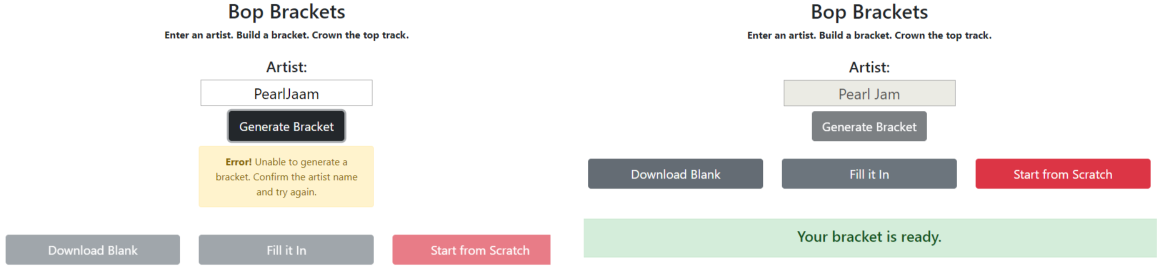 Bop Brackets
Enter an artist. Build a bracket. Crown the top track.
Artist:
PearlJaam
Generate Bracket
Error! Unable to generate a
bracket. Confirm the artist name
and try again.
Download Blank
Fill it In
Start from Scratch
Bop Brackets
Enter an artist. Build a bracket. Crown the top track.
Artist:
Pearl Jam
Generate Bracket
Download Blank
Fill it In
Start from Scratch
Your bracket is ready.